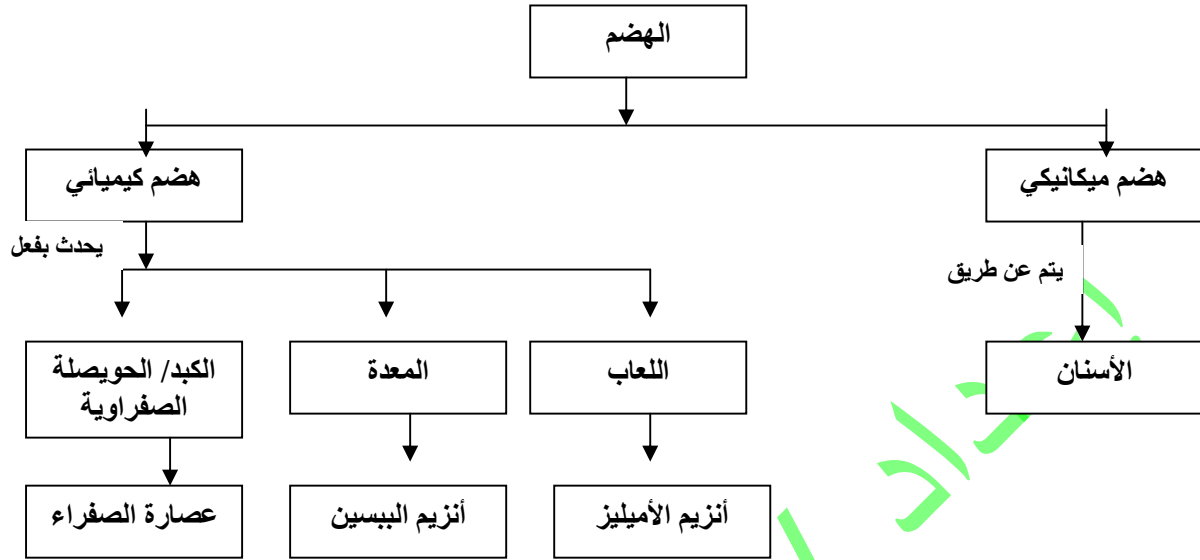 الهضم
هضم ميكانيكي
هضم كيميائي
يتم عن طريق
يحدث بفعل
الأسنان
اللعاب
المعدة
الكبد/ الحويصلة
الصفراوية
أنزيم الأميليز
أنزيم الببسين
عصارة الصفراء